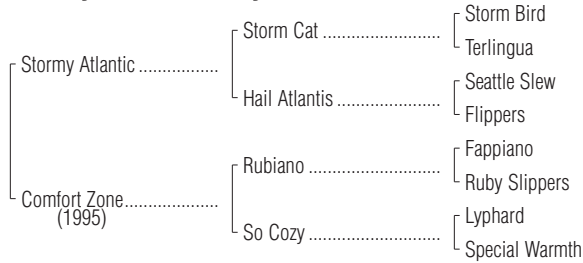 Storm Bird
Storm Cat
Terlingua
Stormy Atlantic
Seattle Slew
Hail Atlantis
Flippers
Fappiano
Rubiano
Ruby Slippers
Comfort Zone
(1995)
Lyphard
So Cozy
Special Warmth